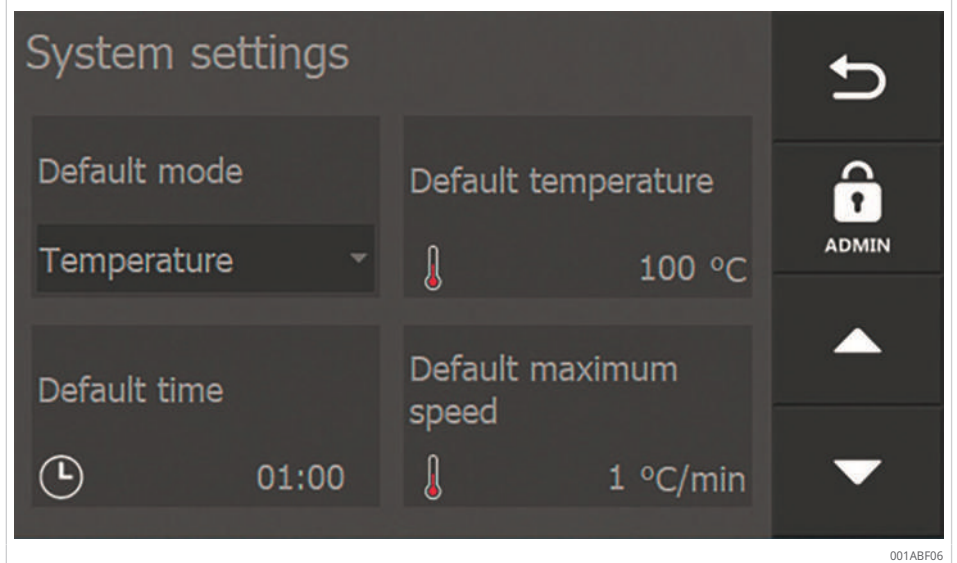 System settings
Default mode
Temperature
Default temperature
100 °C
Default time
01:00
Default maximum
speed
1 °C/min
ADMIN
001ABF06